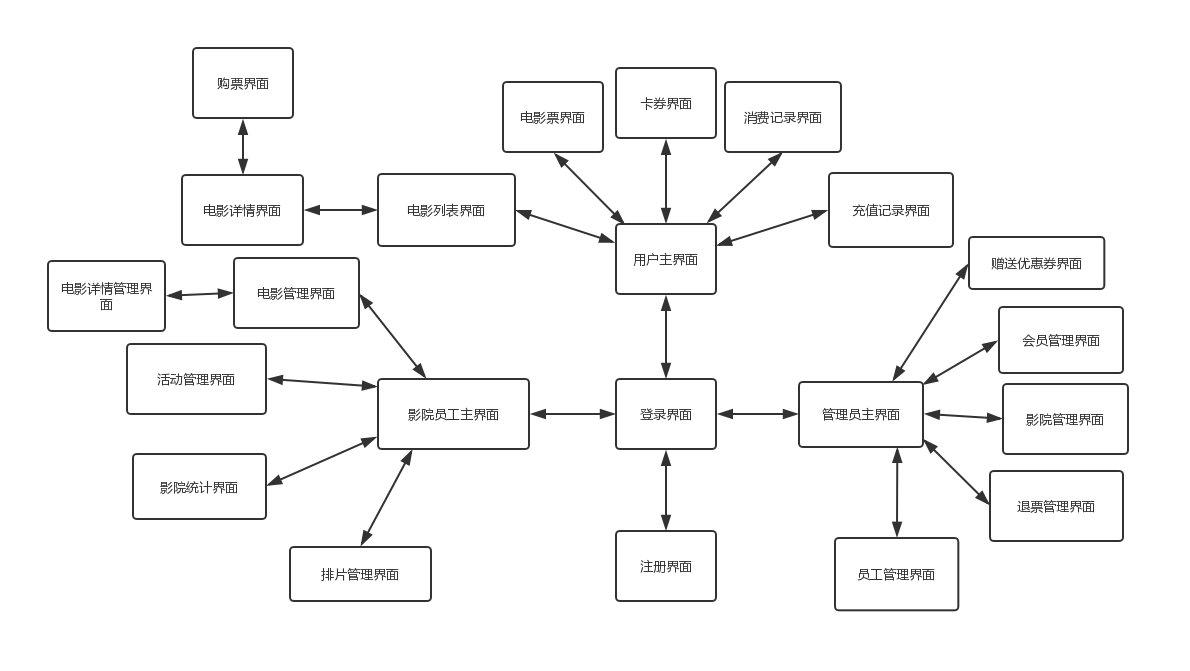 购票界面
卡券界面
电影票界面
消费记录界面
电影详情界面
电影列表界面
充值记录界面
用户主界面
赠送优惠券界面
电影详情管理界
面
电影管理界面
会员管理界面
活动管理界面
影院员工主界面
登录界面
管理员主界面
影院管理界面
影院统计界面
退票管理界面
排片管理界面
注册界面
员工管理界面